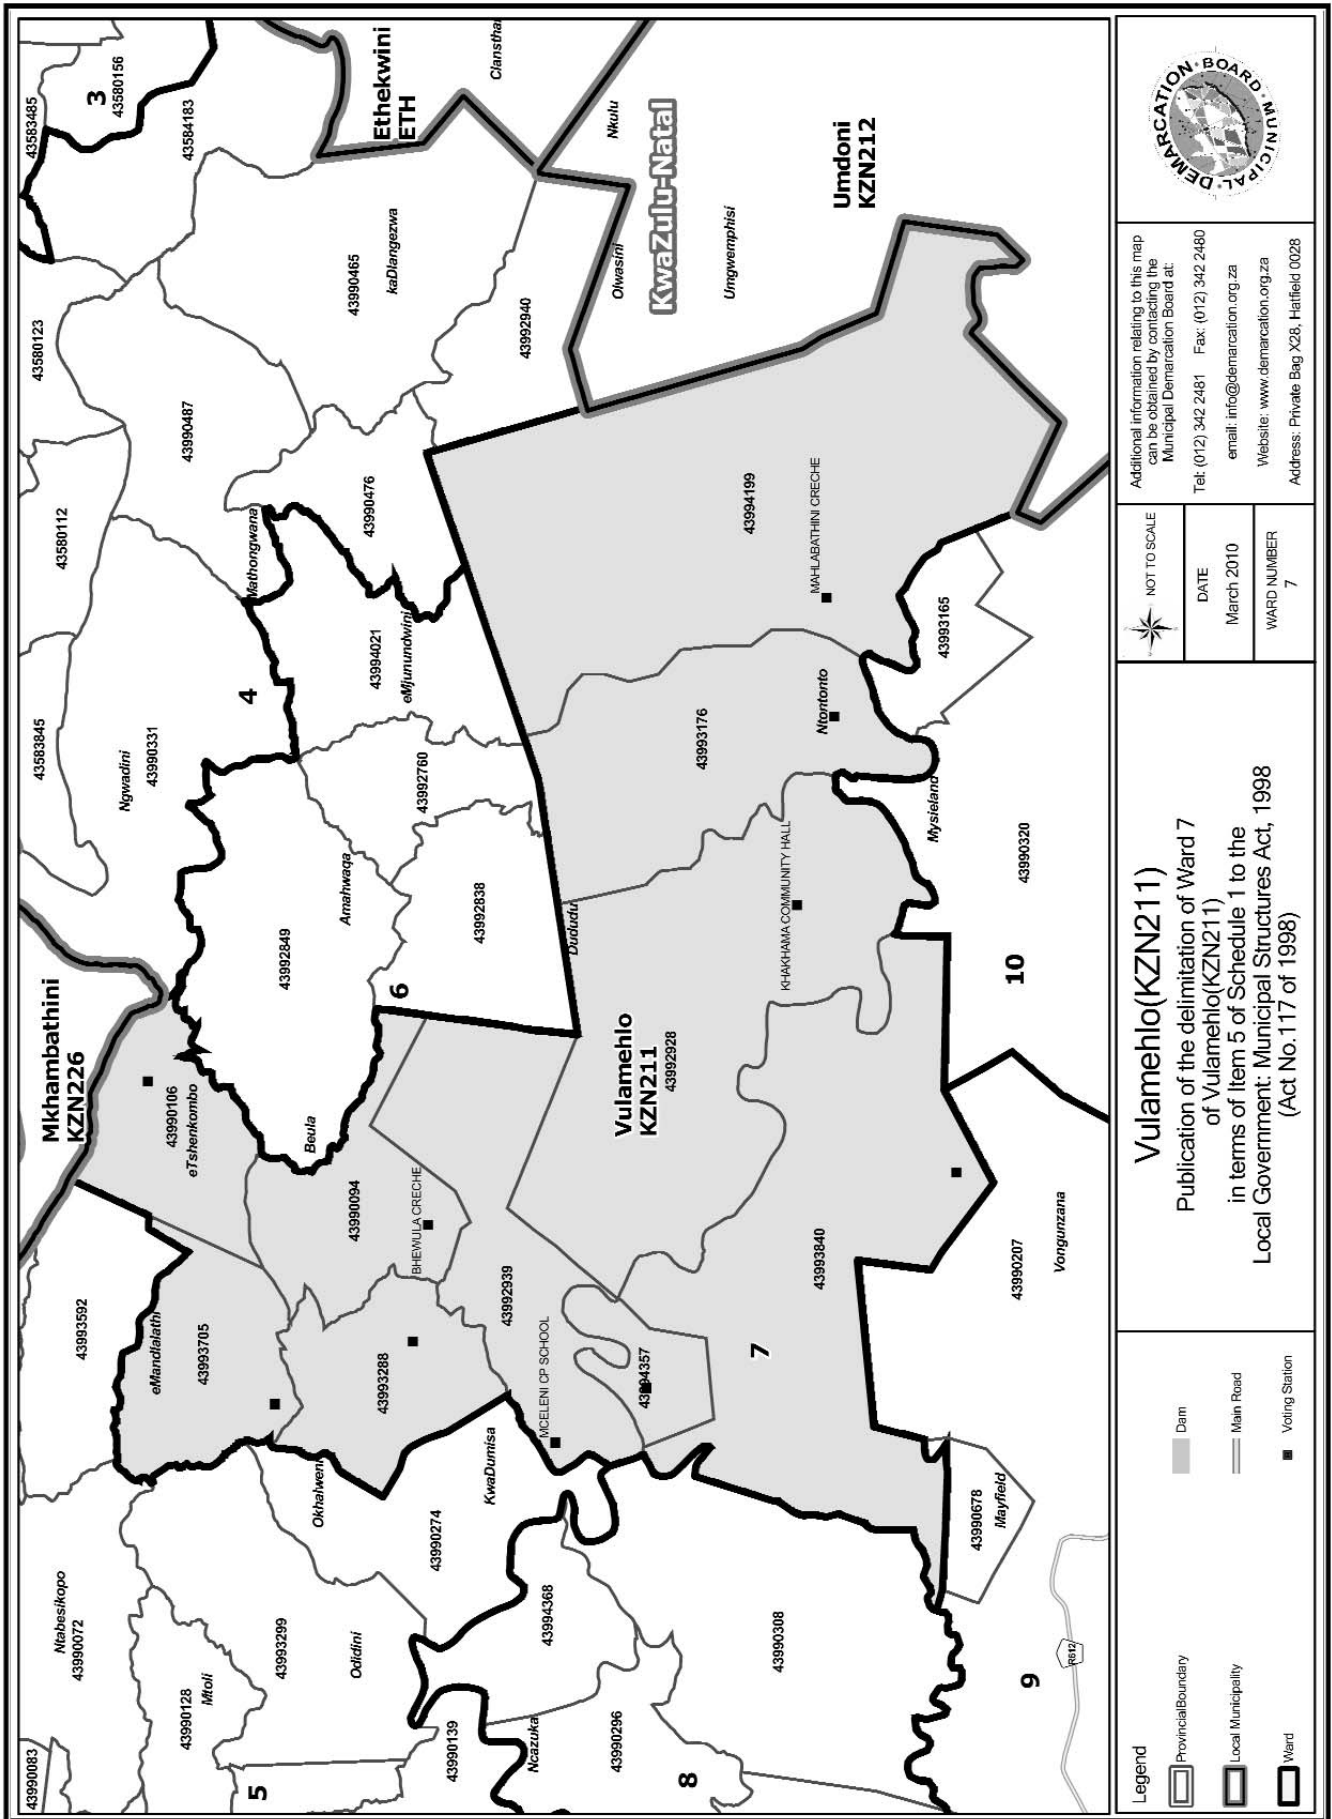 43990083
Ntabesikopo
43990072
43990128
Mtoli
5
43993299
Odidini
43990139
Ncazuka
43990296
8
43994368
43990308
Okhalweni
43990274
KwaDumisa
43993592
eMandlalathi
43993705
43993288
MCELENI CP SCHOOL
43992939
43994357
7
43993840
BHEWULA CRECHE
43990094
Beula
43990106
eTshenkombo
Mkhambathini
KZN226
Vulamehlo
KZN211
43992928
43992849
Amahwaqa
6
43992838
43992760
Dududu
KHAKHAMA COMMUNITY HALL
43993176
Ntontonto
Mysieland
43990320
10
43990207
Vongunzana
43990678
Mayfield
9
R612
43583845
Ngwadini
43990331
4
43994021
eMjunundwini
Mathongwana
43990476
43580112
43990487
43580123
43990465
kaDlangezwa
43992940
43994199
MAHLABATHINI CRECHE
43993165
43583485
3
43580156
43584183
Ethekwini
ETH
Clanstha
Nkulu
Olwasini
KwaZulu-Natal
Umgwemphisi
Umdoni
KZN212
Legend
ProvincialBoundary
Local Municipality
Ward
Dam
Main Road
Voting Station
Vulamehlo(KZN211)
Publication of the delimitation of Ward 7
of Vulamehlo(KZN211)
in terms of Item 5 of Schedule 1 to the
Local Government: Municipal Structures Act, 1998
(Act No.117 of 1998)
NOT TO SCALE
DATE
March 2010
WARD NUMBER
7
Additional information relating to this map
can be obtained by contacting the
Municipal Demarcation Board at:
Tel: (012) 342 2481 Fax: (012) 342 2480
email: info@demarcation.org.za
Website: www.demarcation.org.za
Address: Private Bag X28, Hatfield 0028
MUNICIPAL DEMARCATION BOARD